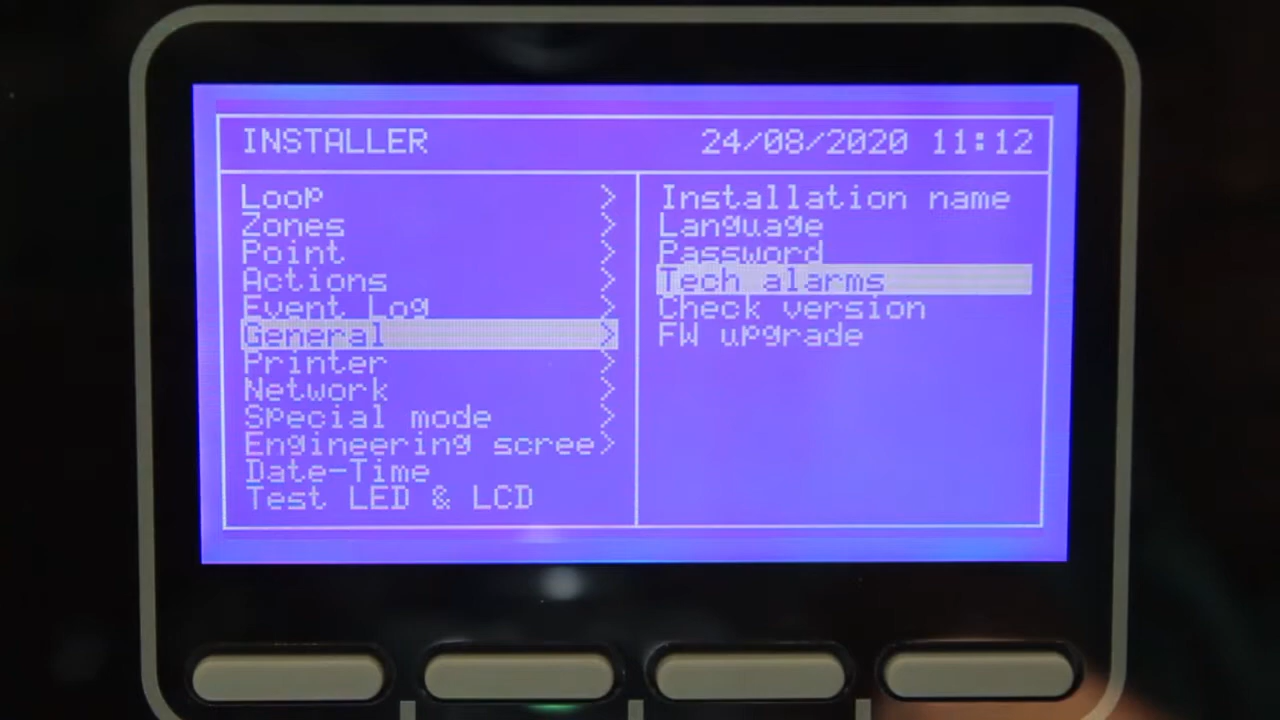 INSTALLER 24/08/2020 11:12
Loop >
Zones >
Point >
Actions >
Event Log >
General >
Printer >
Network >
Special mode >
Engineering scree>
Date-Time
Test LED & LCD
Installation name
Language
Password
Tech alarms
Check version
FW upgrade